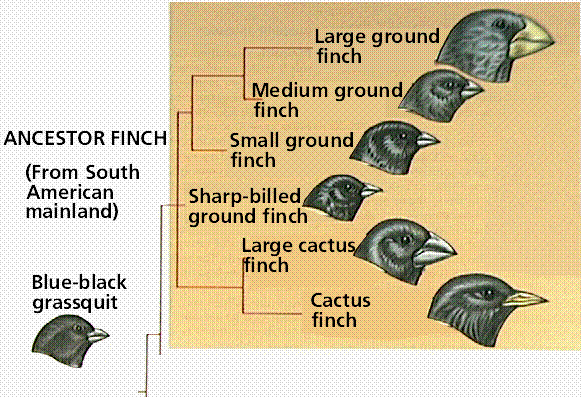 Large ground
finch
Medium ground
finch
ANCESTOR FINCH
(From South
American
mainland)
Small ground
finch
Sharp-billed
ground finch
Large cactus
finch
Blue-black
grassquit
Cactus
finch